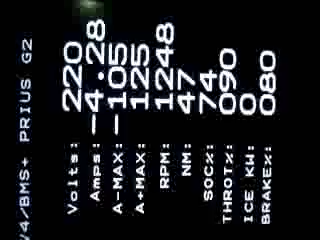 V4/BMS+ PRIUS G2
Volts: 220
Amps: -4.28
A-MAX: -105
A+MAX: 125
RPM: 1248
NM: 47
SOC%: 74
THROT%: 090
ICE KW: 0
BRAKE%: 080